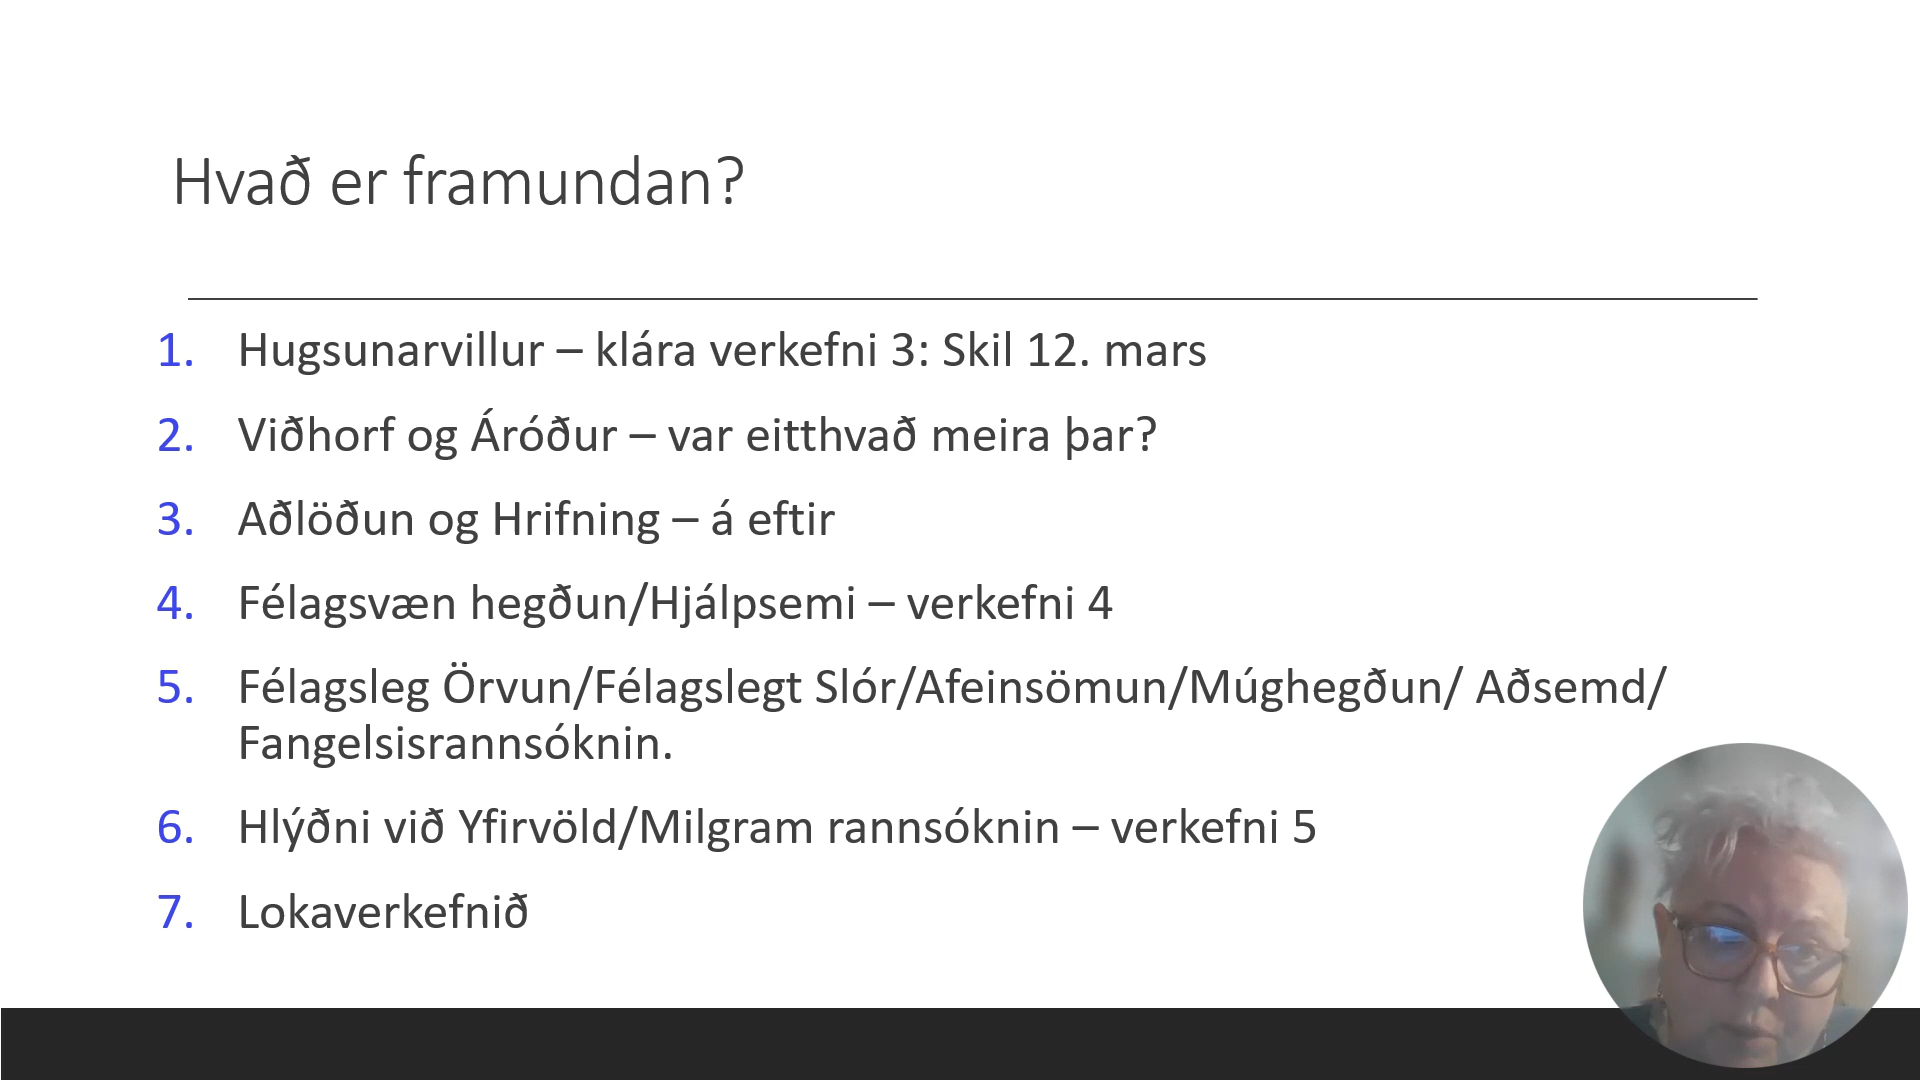 Hvað er framundan?
1. Hugsunarvillur – klára verkefni 3: Skil 12. mars
2. Viðhorf og Áróður – var eitthvað meira þar?
3. Aðlöðun og Hrifning – á eftir
4. Félagsvæn hegðun/Hjálpsemi – verkefni 4
5. Félagsleg Örvun/Félagslegt Slór/Afeinsömun/Múghegðun/ Aðsemd/
Fangelsisrannsóknin.
6. Hlýðni við Yfirvöld/Milgram rannsóknin – verkefni 5
7. Lokaverkefnið